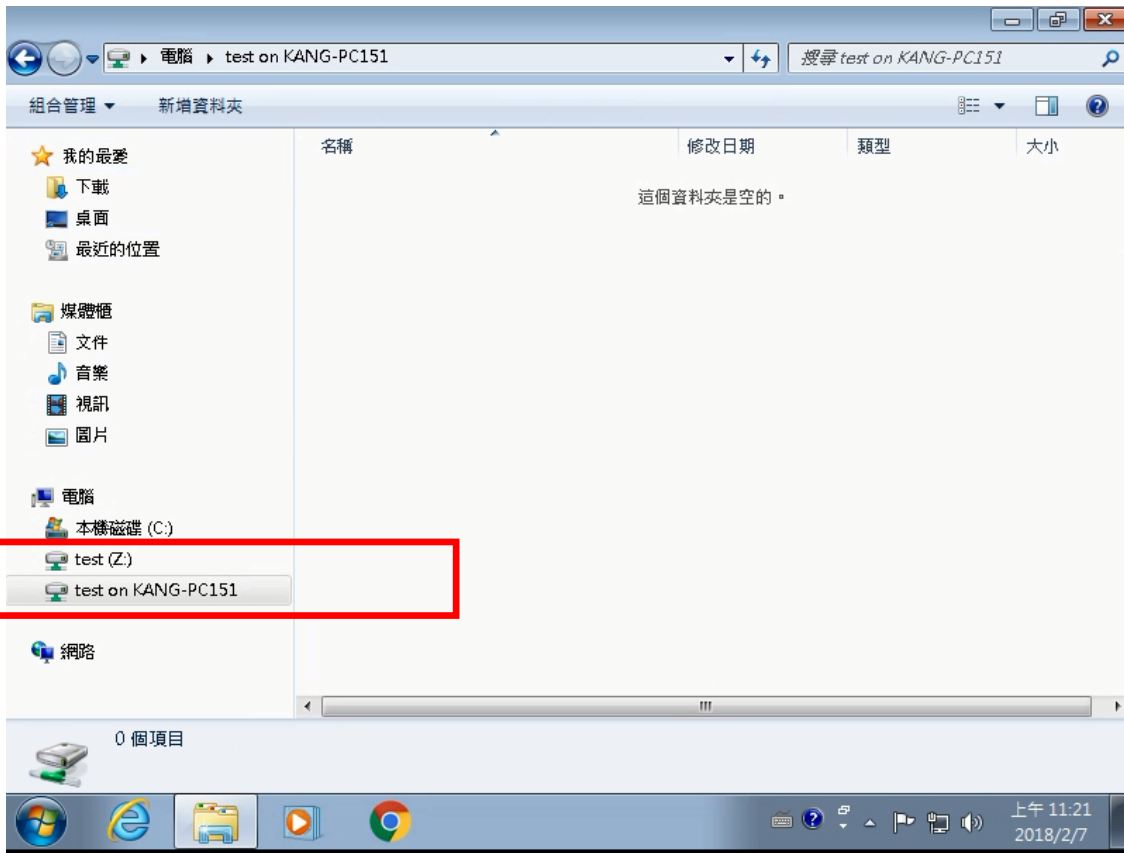 電腦 ▸ test on KANG-PC151
搜尋 test on KANG-PC151
組合管理
新增資料夾
名稱
修改日期
類型
大小
這個資料夾是空的。
我的最愛
下載
桌面
最近的位置
媒體櫃
文件
音樂
視訊
圖片
電腦
本機磁碟 (C:)
test (Z:)
test on KANG-PC151
網路
0 個項目
上午 11:21
2018/2/7